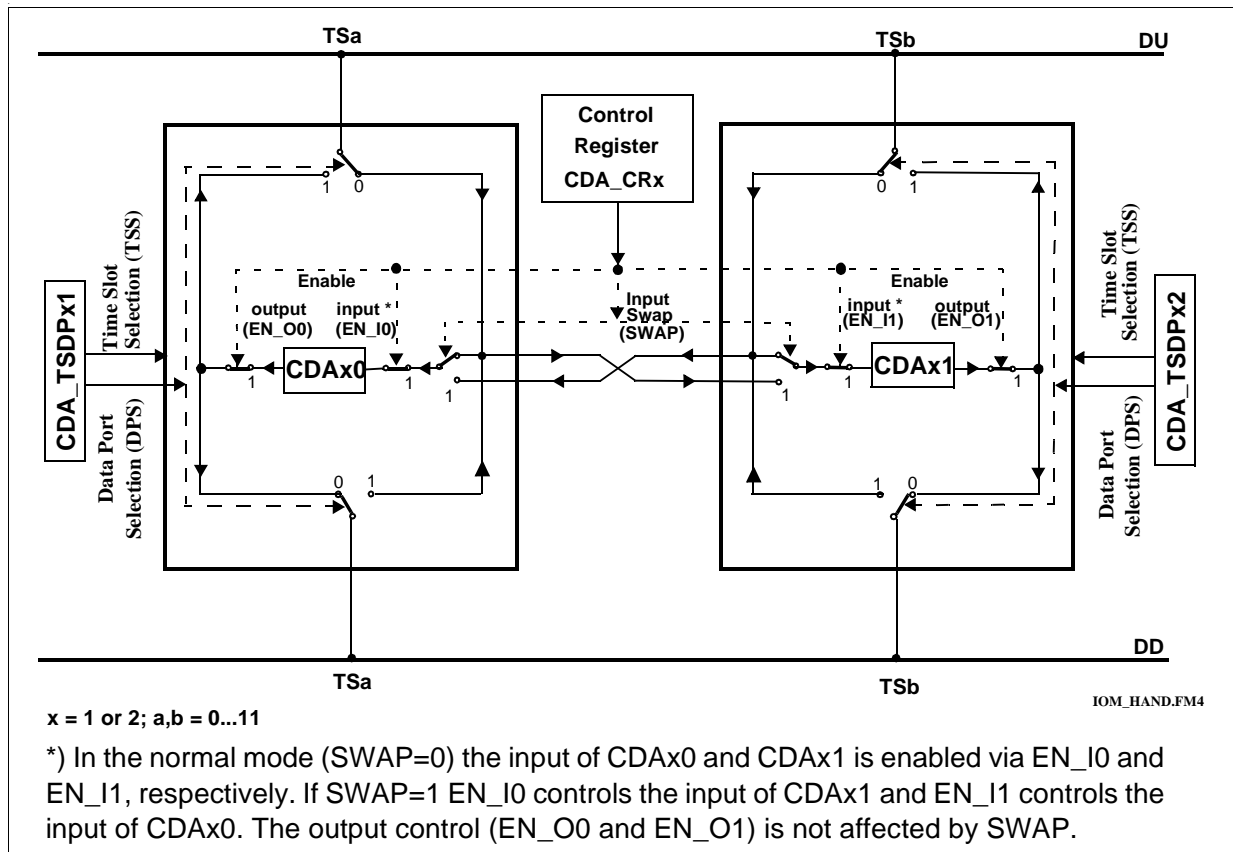 TSa
TSb
DU
Control
Register
CDA_CRx
1
0
0
1
Time Slot
Selection (TSS)
Time Slot
Selection (TSS)
Enable
Enable
output
(EN_O0)
input *
(EN_I0)
Input
Swap
(SWAP)
input *
(EN_I1)
output
(EN_O1)
CDA_TSDPx1
CDA_TSDPx2
1
CDAx0
1
1
1
1
CDAx1
1
Data Port
Selection (DPS)
Data Port
Selection (DPS)
0
1
1
0
DD
TSa
TSb
IOM_HAND.FM4
x = 1 or 2; a,b = 0...11
*) In the normal mode (SWAP=0) the input of CDAx0 and CDAx1 is enabled via EN_I0 and
EN_I1, respectively. If SWAP=1 EN_I0 controls the input of CDAx1 and EN_I1 controls the
input of CDAx0. The output control (EN_O0 and EN_O1) is not affected by SWAP.